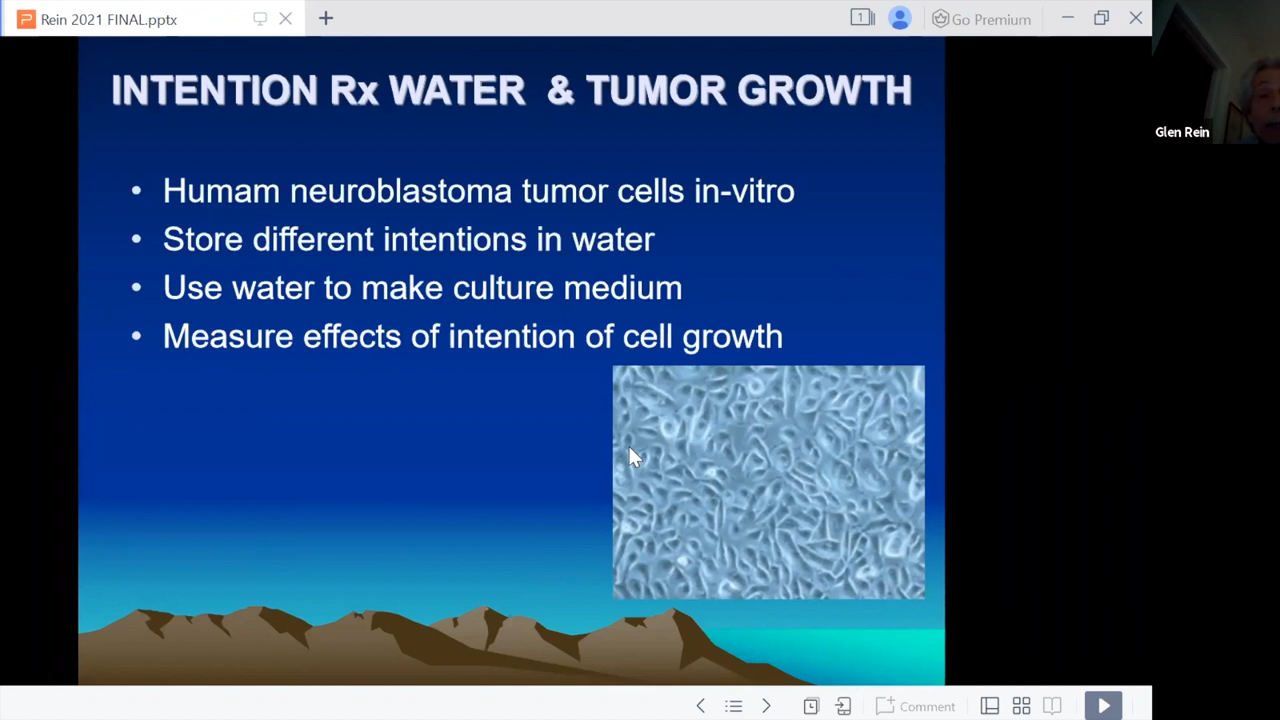 Rein 2021 FINAL.pptx
1
Go Premium
INTENTION Rx WATER & TUMOR GROWTH
Glen Rein
• Humam neuroblastoma tumor cells in-vitro
• Store different intentions in water
• Use water to make culture medium
• Measure effects of intention of cell growth
Comment